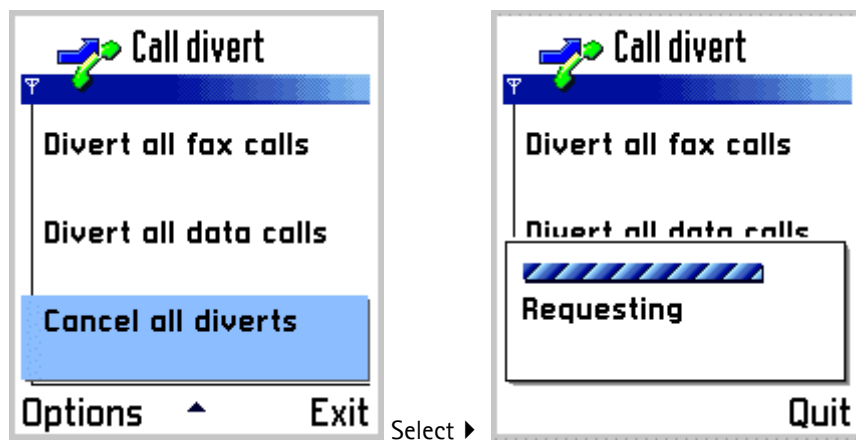 Call divert
Divert all fax calls
Divert all data calls
Cancel all diverts
Options Exit
Select
Call divert
Divert all fax calls
Divert all data calls
Requesting
Quit